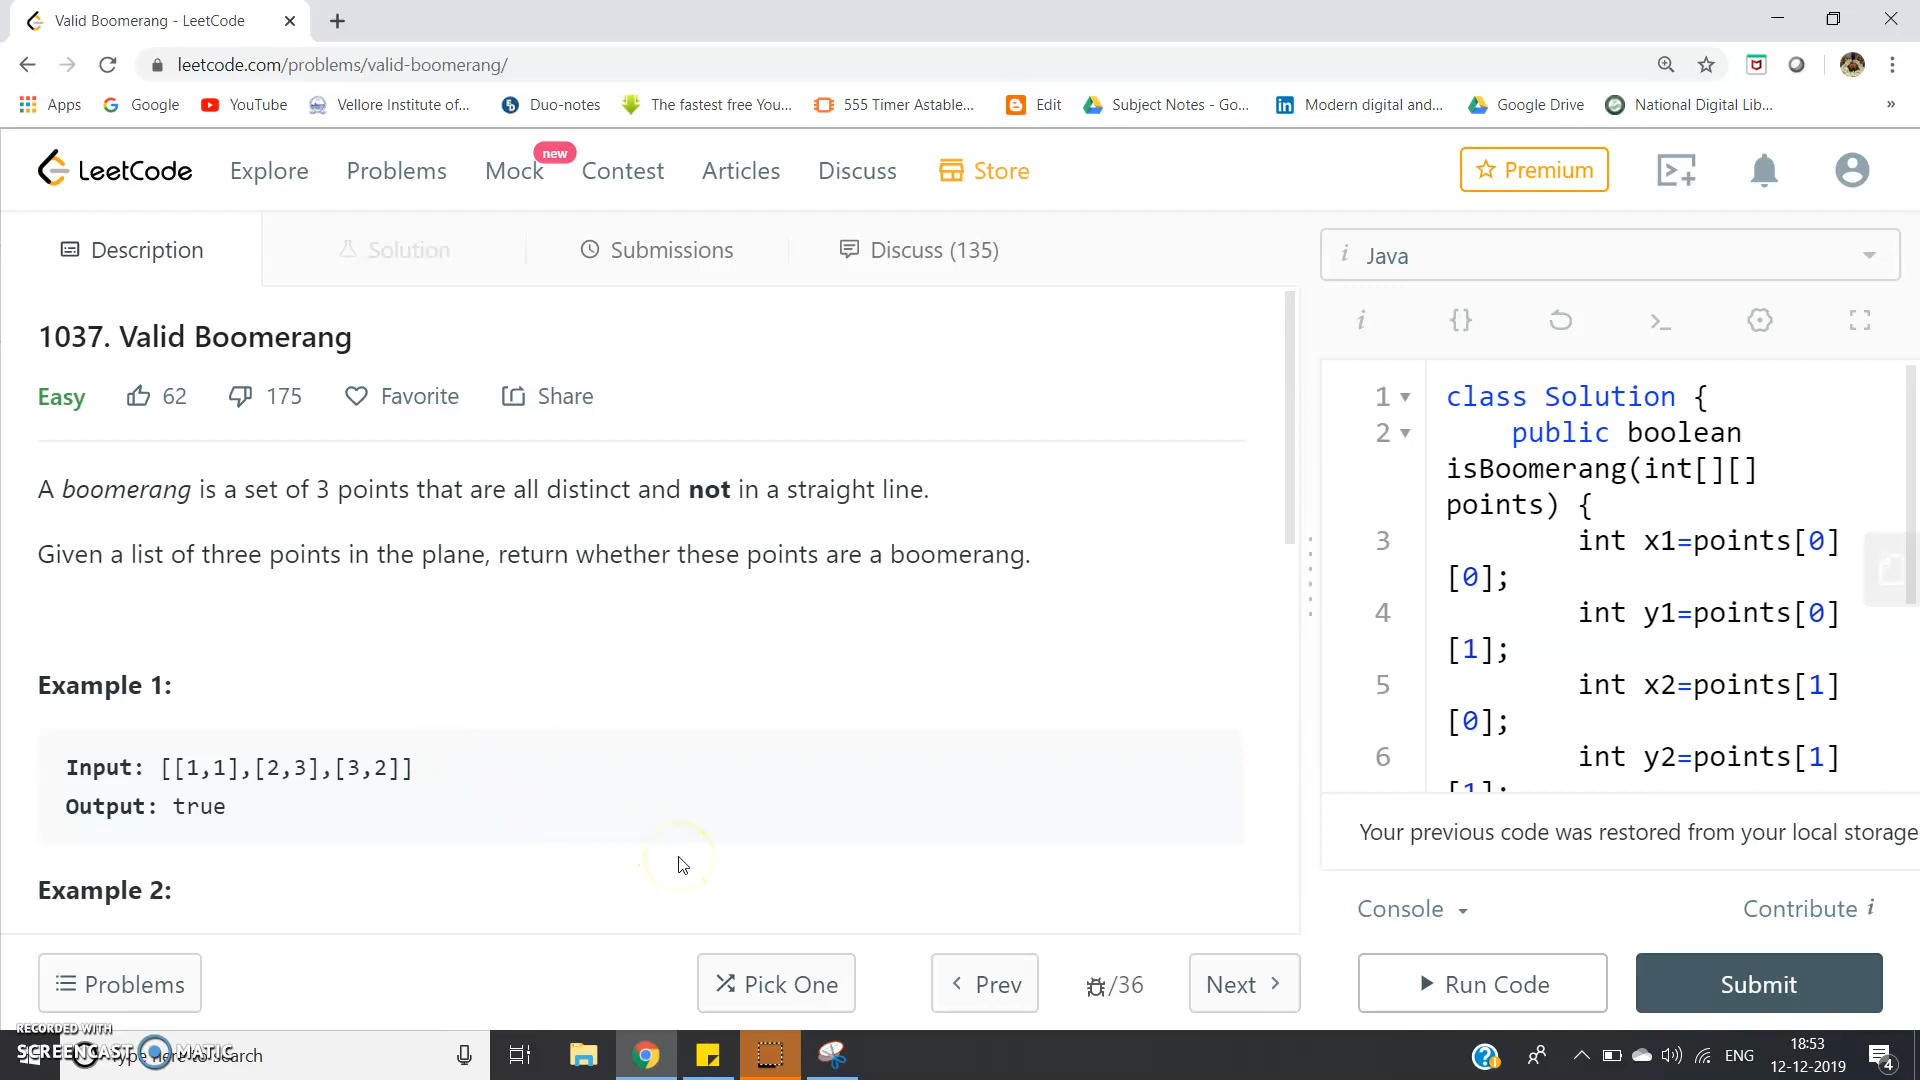 Valid Boomerang - LeetCode
leetcode.com/problems/valid-boomerang/
Apps Google YouTube Vellore Institute of... Duo-notes The fastest free You... 555 Timer Astable... Edit Subject Notes - Go... Modern digital and... Google Drive National Digital Lib... »
LeetCode Explore Problems Mock new Contest Articles Discuss Store Premium
Description Solution Submissions Discuss (135)
1037. Valid Boomerang
Easy 62 175 Favorite Share
A boomerang is a set of 3 points that are all distinct and not in a straight line.
Given a list of three points in the plane, return whether these points are a boomerang.
Example 1:
Input: [[1,1],[2,3],[3,2]]
Output: true
Example 2:
Problems Pick One Prev /36 Next
i Java
i {} >_
1 class Solution {
2 public boolean
isBoomerang(int[][]
points) {
3 int x1=points[0]
[0];
4 int y1=points[0]
[1];
5 int x2=points[1]
[0];
6 int y2=points[1]
[1];
Your previous code was restored from your local storage
Console Contribute i
Run Code Submit
RECORDED WITH
SCREENCAST MATIC
Type here to search
ENG
18:53
12-12-2019
4